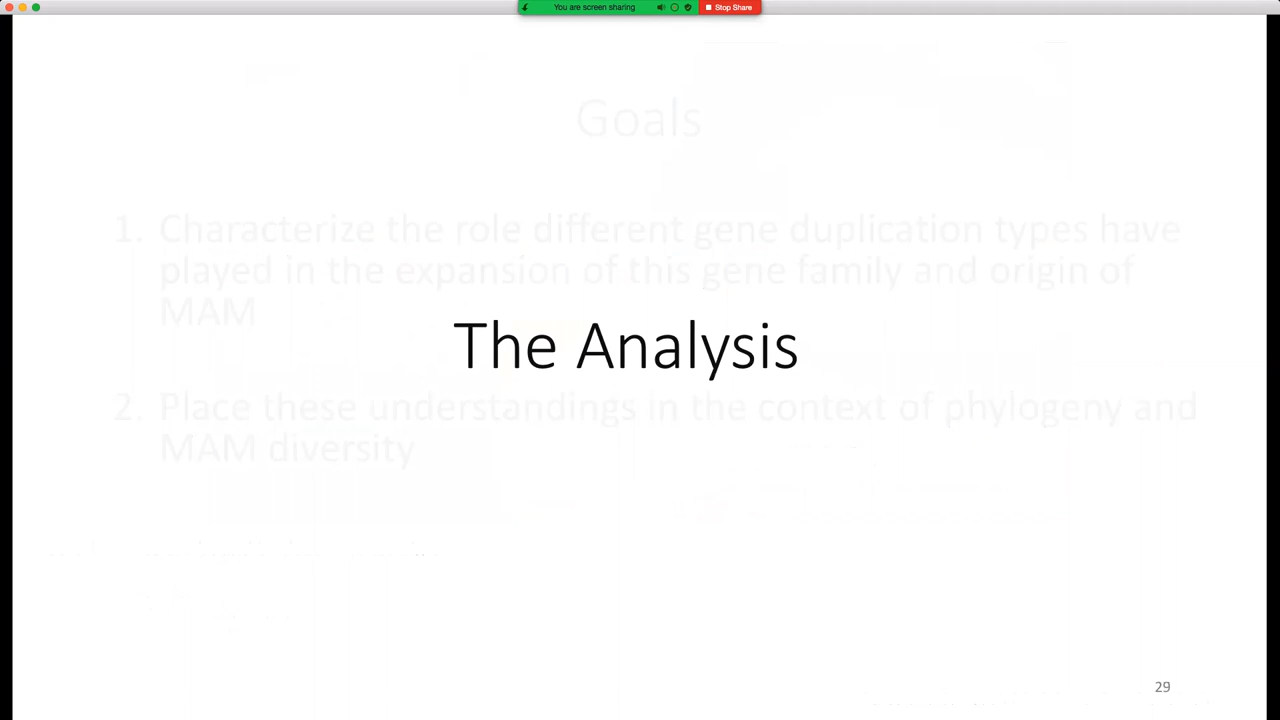 You are screen sharing
Stop Share
Goals
1. Characterize the role different gene duplication types have
played in the expansion of this gene family and origin of
MAM
The Analysis
2. Place these understandings in the context of phylogeny and
MAM diversity
29